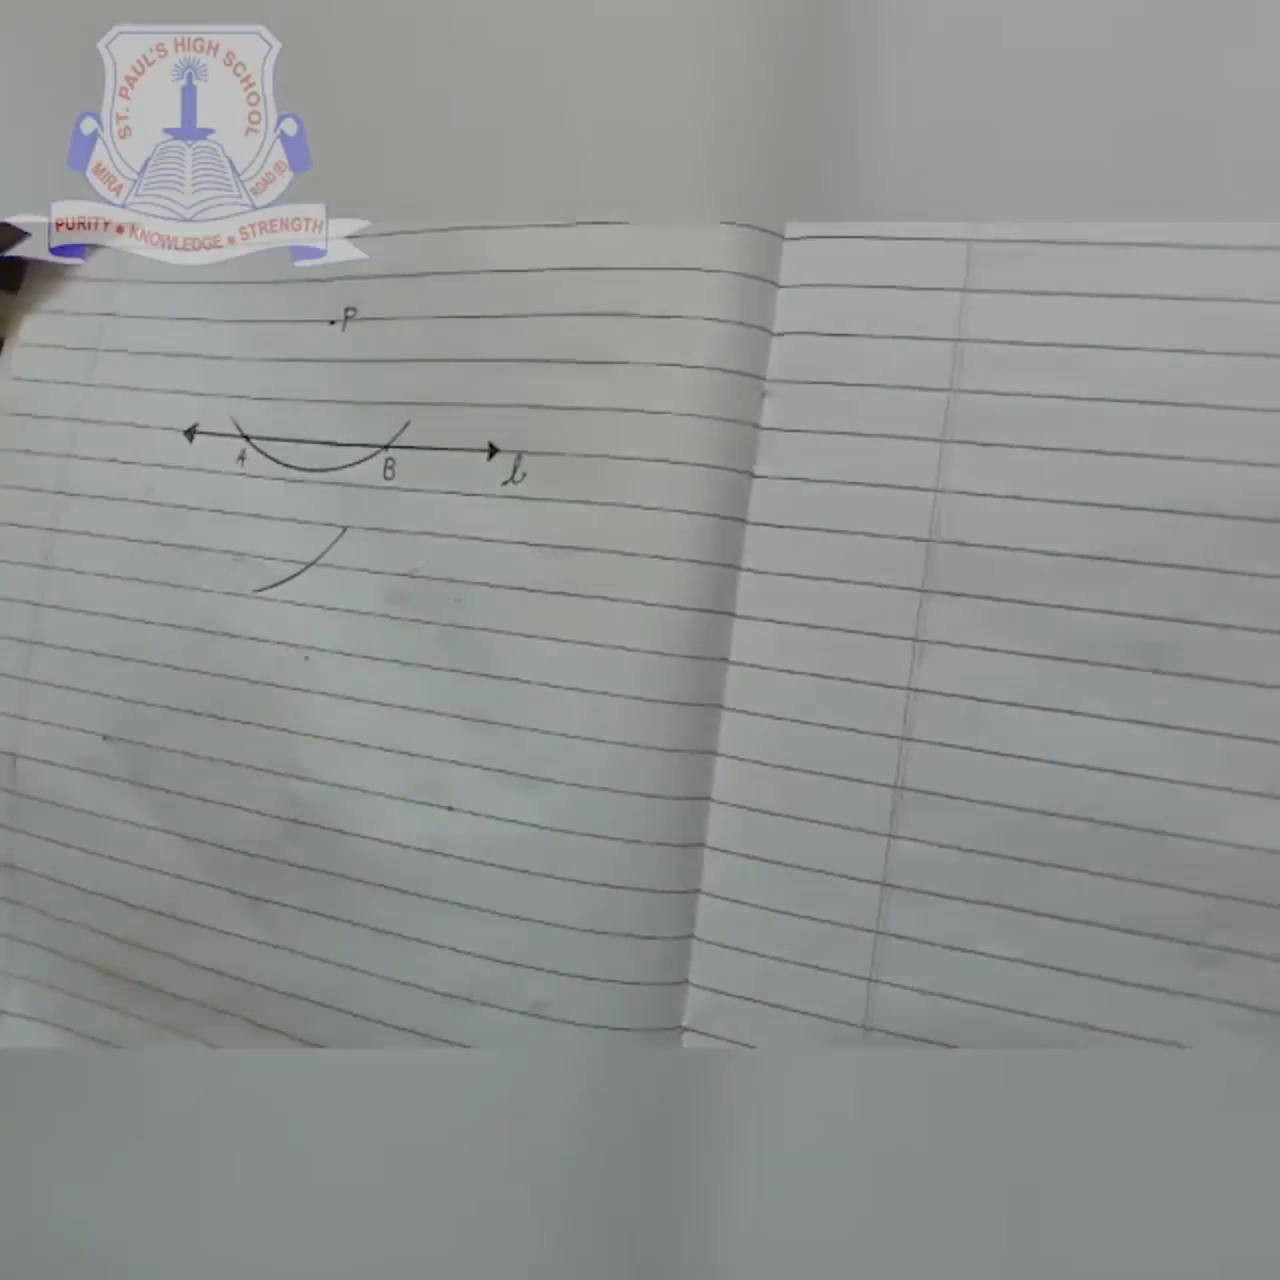 ST. PAUL'S HIGH SCHOOL
MIRA ROAD (E)
PURITY • KNOWLEDGE • STRENGTH
P
A B
l